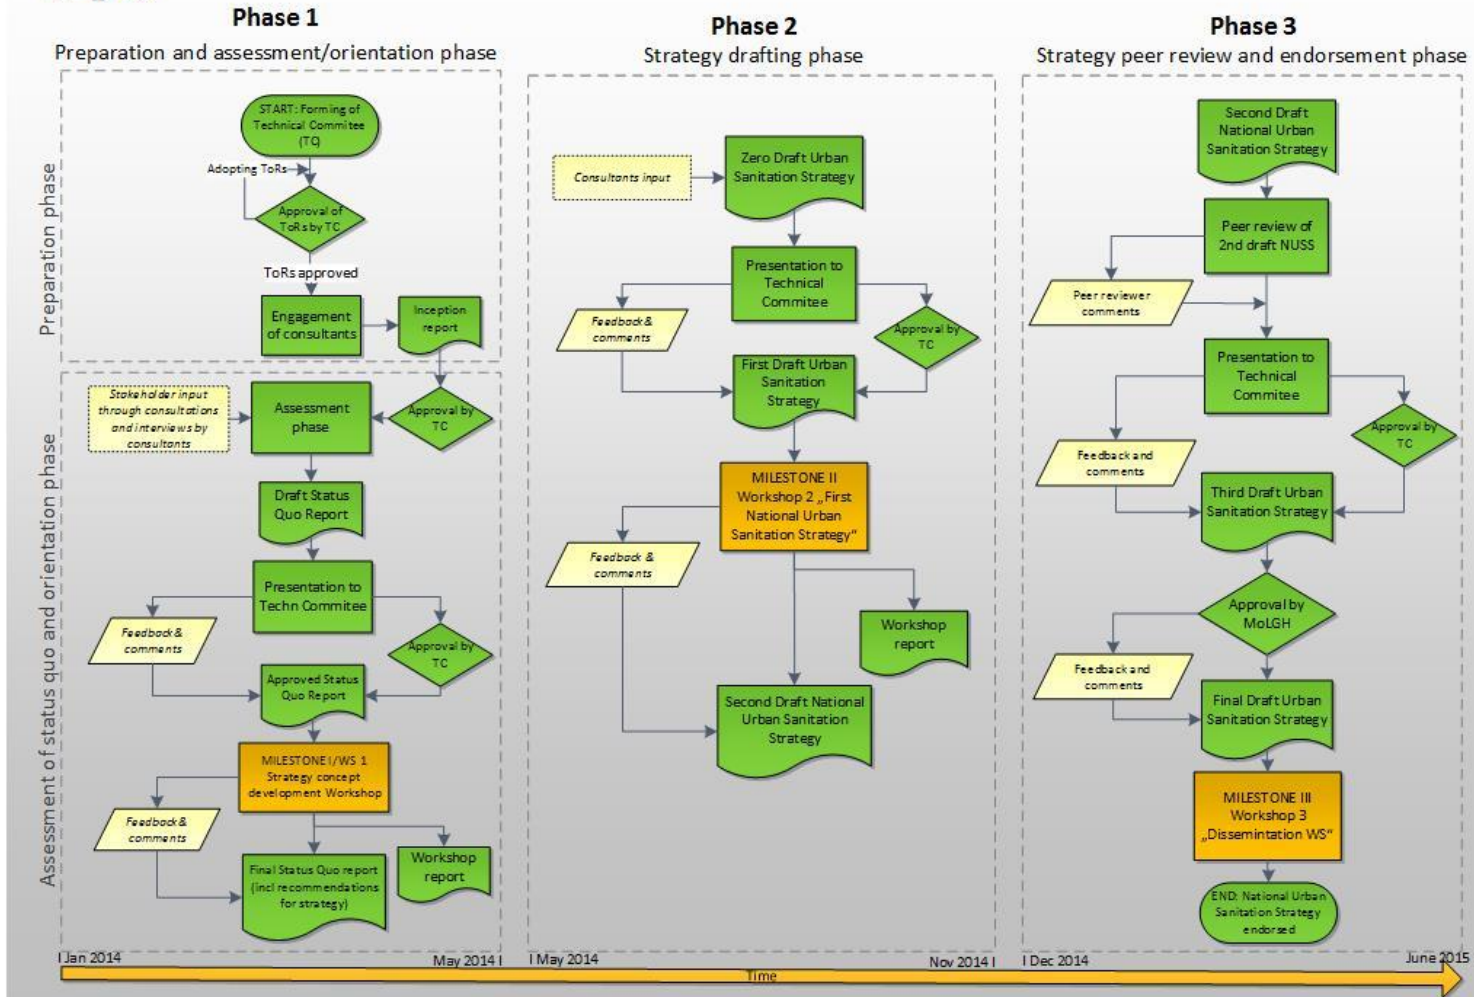 Phase 1
Preparation and assessment/orientation phase
Preparation phase
START: Forming of
Technical Commitee
(TC)
Adopting ToRs
Approval of
ToRs by TC
ToRs approved
Engagement
of consultants
Inception
report
Assessment of status quo and orientation phase
Stakeholder input
through consultations
and interviews by
consultants
Assessment
phase
Approval by
TC
Draft Status
Quo Report
Presentation to
Techn Commitee
Feedback &
comments
Approval by
TC
Approved Status
Quo Report
MILESTONE I/WS 1
Strategy concept
development Workshop
Feedback &
comments
Final Status Quo report
(incl recommendations
for strategy)
Workshop
report
Phase 2
Strategy drafting phase
Consultants input
Zero Draft Urban
Sanitation Strategy
Presentation to
Technical
Commitee
Feedback &
comments
Approval by
TC
First Draft Urban
Sanitation
Strategy
MILESTONE II
Workshop 2 „First
National Urban
Sanitation Strategy“
Feedback &
comments
Workshop
report
Second Draft National
Urban Sanitation
Strategy
Phase 3
Strategy peer review and endorsement phase
Second Draft
National Urban
Sanitation Strategy
Peer review of
2nd draft NUSS
Peer reviewer
comments
Presentation to
Technical
Commitee
Feedback and
comments
Approval by
TC
Third Draft Urban
Sanitation Strategy
Approval by
MoLGH
Feedback and
comments
Final Draft Urban
Sanitation Strategy
MILESTONE III
Workshop 3
„Dissemintation WS“
END: National Urban
Sanitation Strategy
endorsed
Jan 2014
May 2014
May 2014
Nov 2014
Dec 2014
June 2015
Time